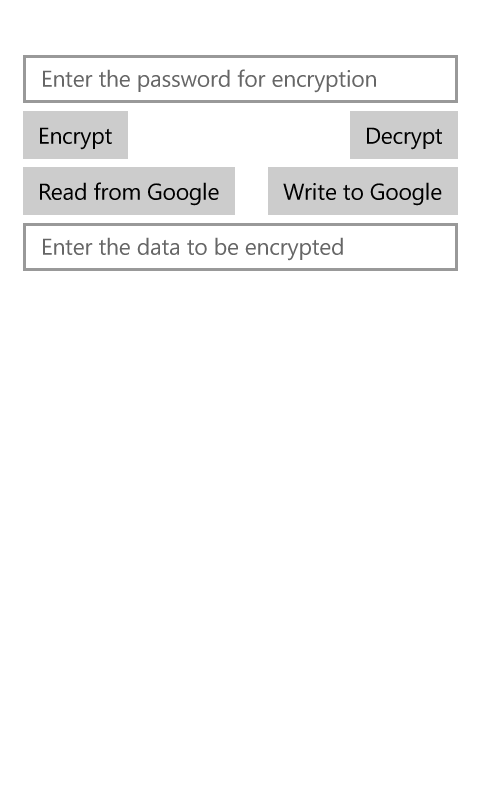 Enter the password for encryption
Encrypt Decrypt
Read from Google Write to Google
Enter the data to be encrypted